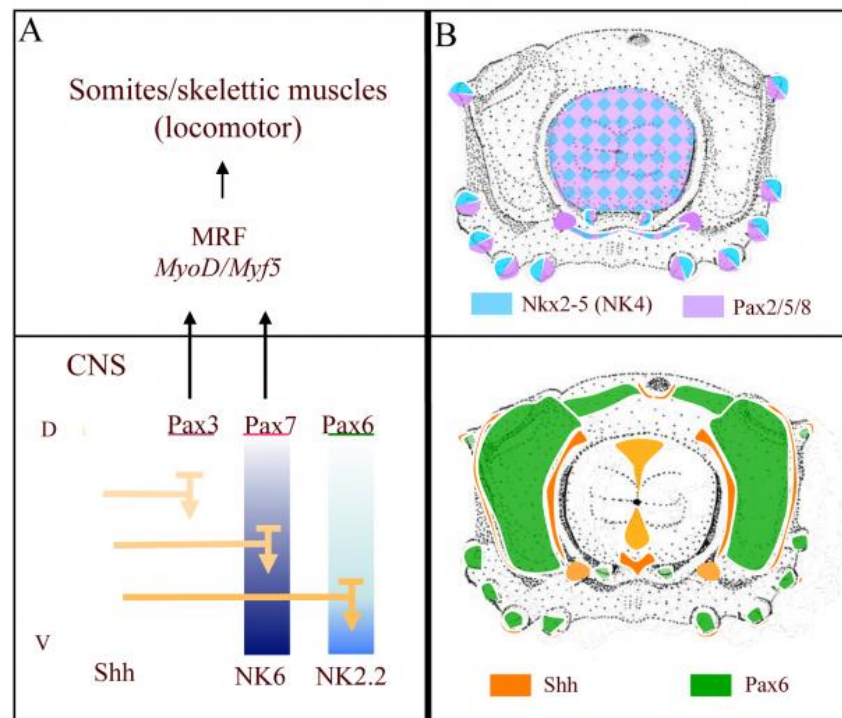 A
Somites/skelettic muscles
(locomotor)
MRF
MyoD/Myf5
CNS
D
Pax3
Pax7
Pax6
V
Shh
NK6
NK2.2
B
Nkx2-5 (NK4)
Pax2/5/8
Shh
Pax6